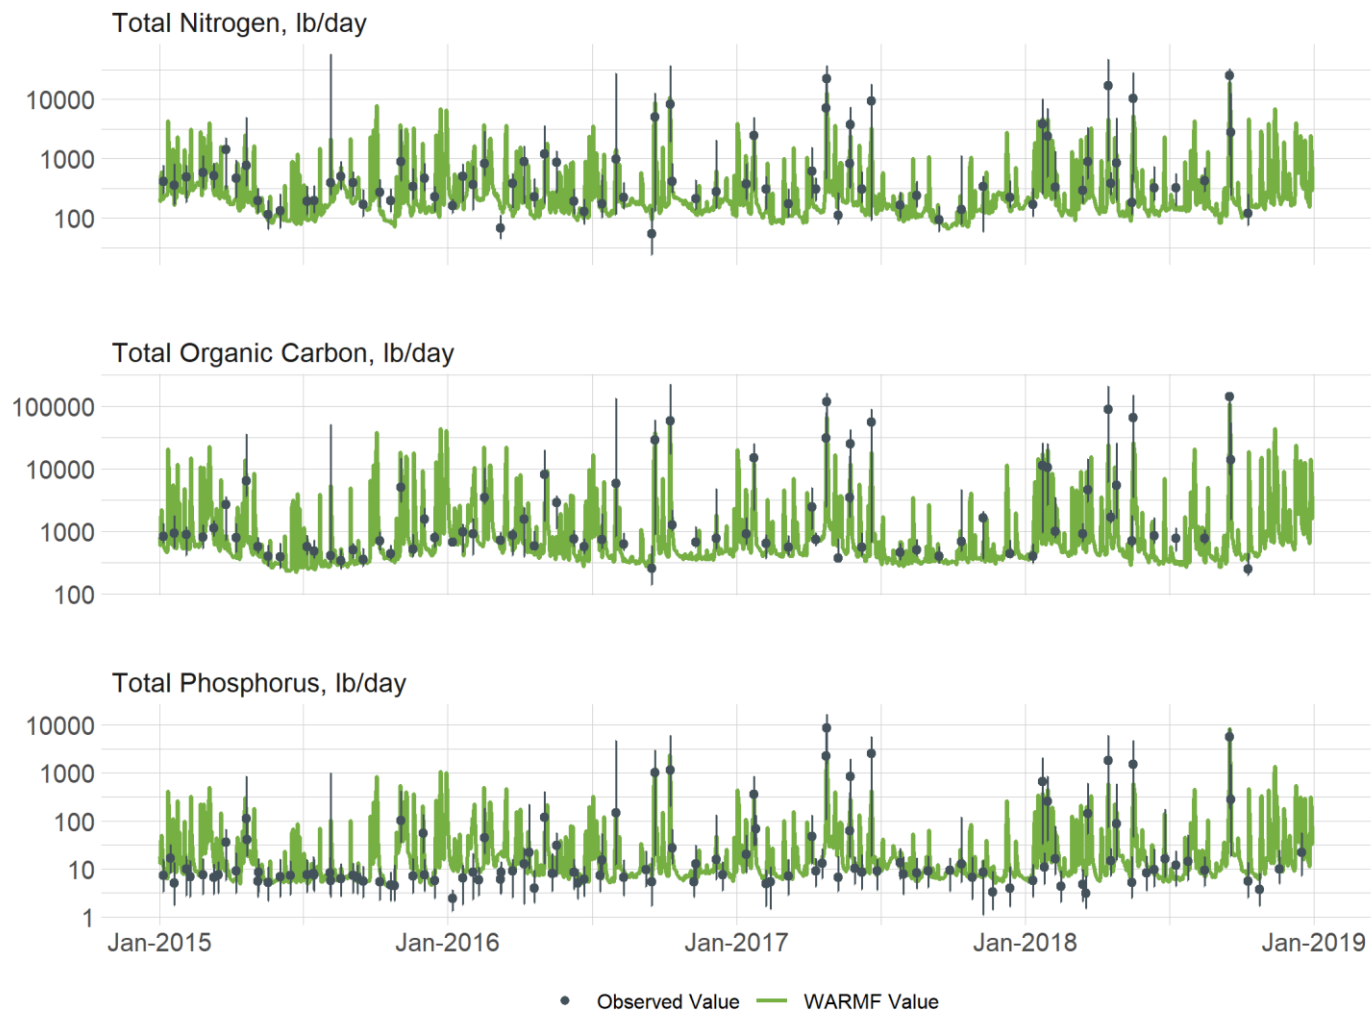 Total Nitrogen, lb/day
10000
1000
100
Total Organic Carbon, lb/day
100000
10000
1000
100
Total Phosphorus, lb/day
10000
1000
100
10
1
Jan-2015 Jan-2016 Jan-2017 Jan-2018 Jan-2019
Observed Value WARMF Value